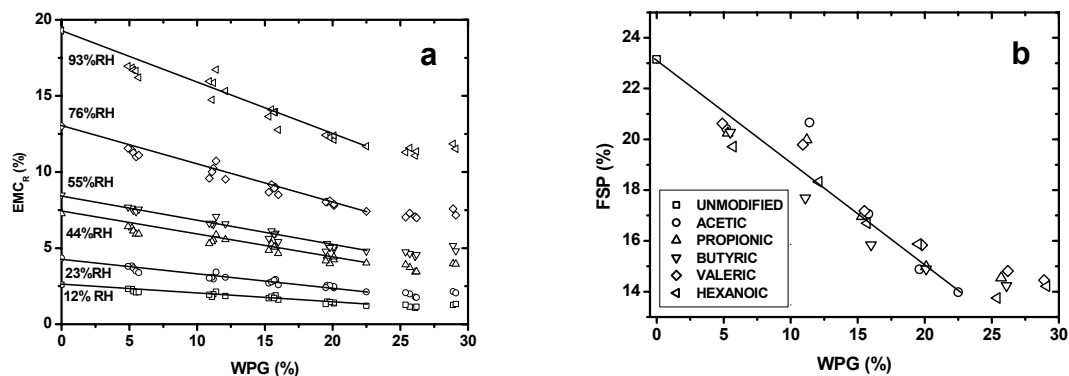 a
EMC_R (%)
20
15
10
5
0
93%RH
76%RH
55%RH
44%RH
23%RH
12% RH
0 5 10 15 20 25 30
WPG (%)
b
FSP (%)
24
22
20
18
16
14
UNMODIFIED
ACETIC
PROPIONIC
BUTYRIC
VALERIC
HEXANOIC
0 5 10 15 20 25 30
WPG (%)